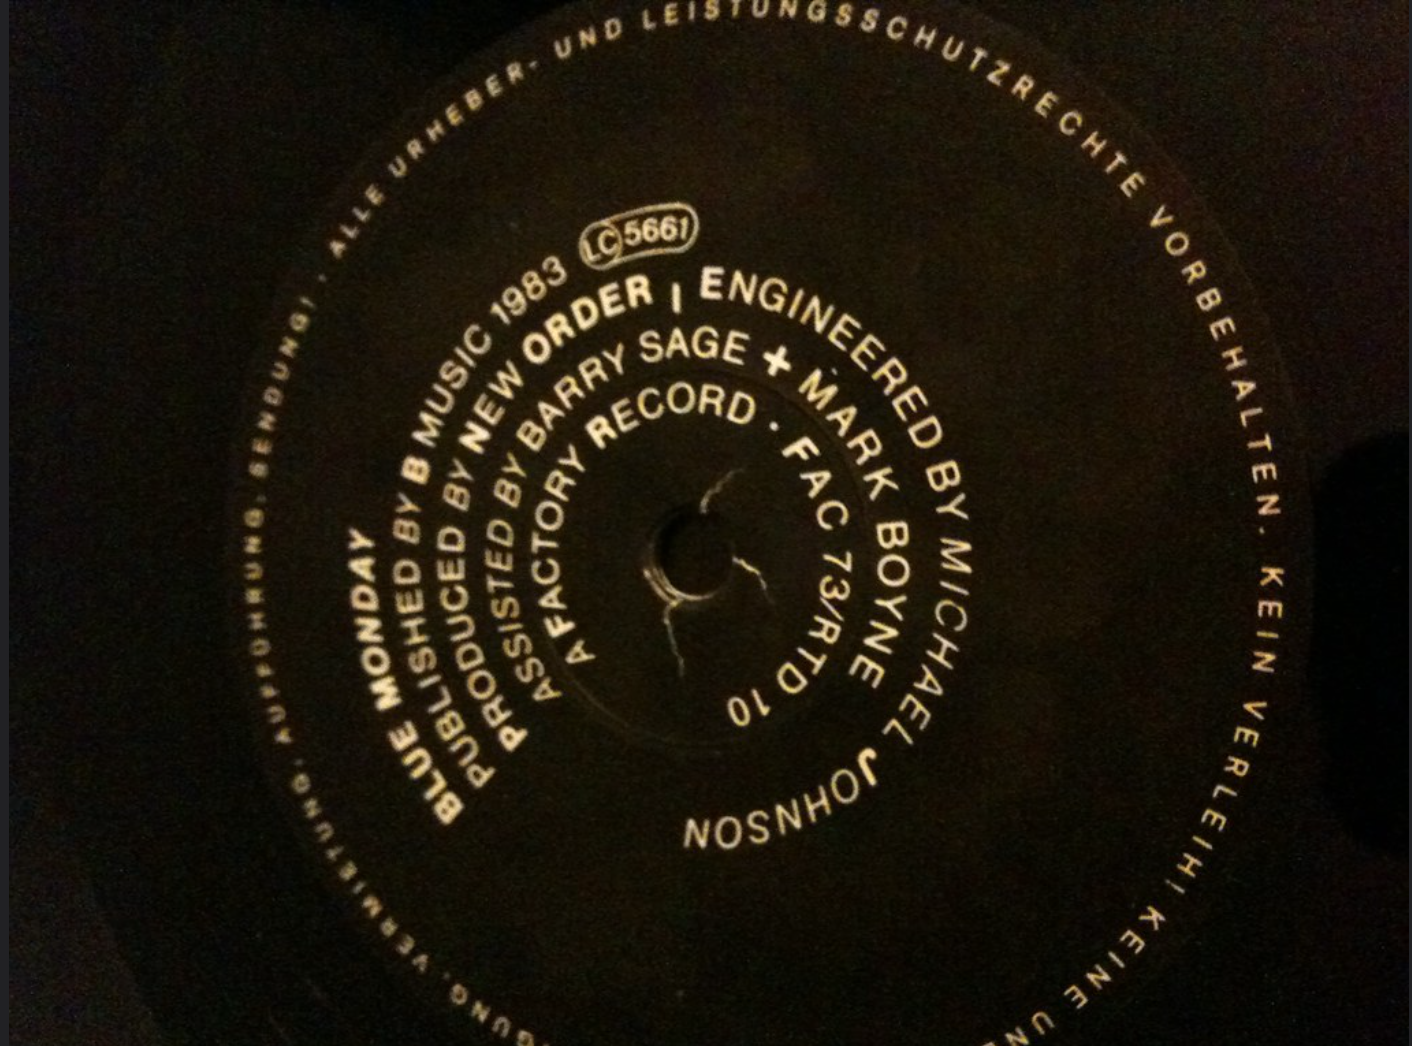 ALLE URHEBER- UND LEISTUNGSSCHUTZRECHTE VORBEHALTEN. KEIN VERLEIH! KEINE VERMIETUNG, AUFFÜHRUNG, SENDUNG!
BLUE MONDAY
PUBLISHED BY B MUSIC 1983 LC 5661
PRODUCED BY NEW ORDER | ENGINEERED BY MICHAEL JOHNSON
ASSISTED BY BARRY SAGE + MARK BOYNE
A FACTORY RECORD · FAC 73/RTD 10